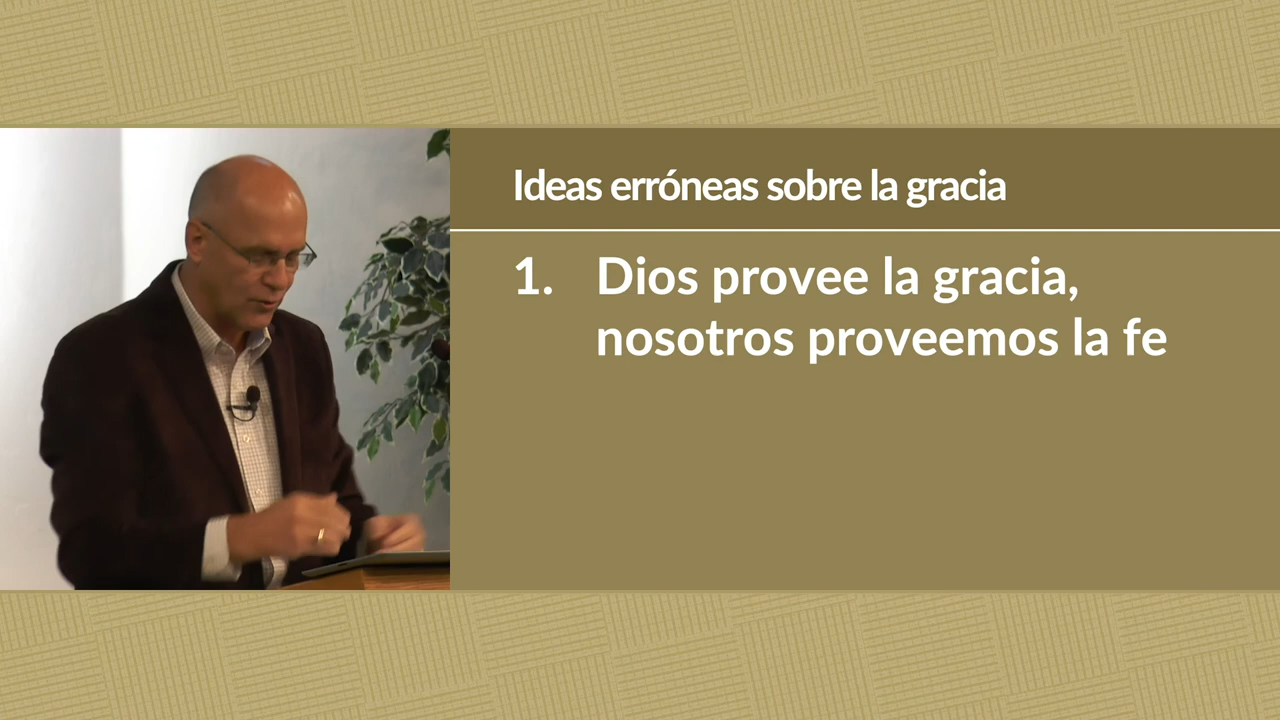 Ideas erróneas sobre la gracia
1. Dios provee la gracia,
nosotros proveemos la fe